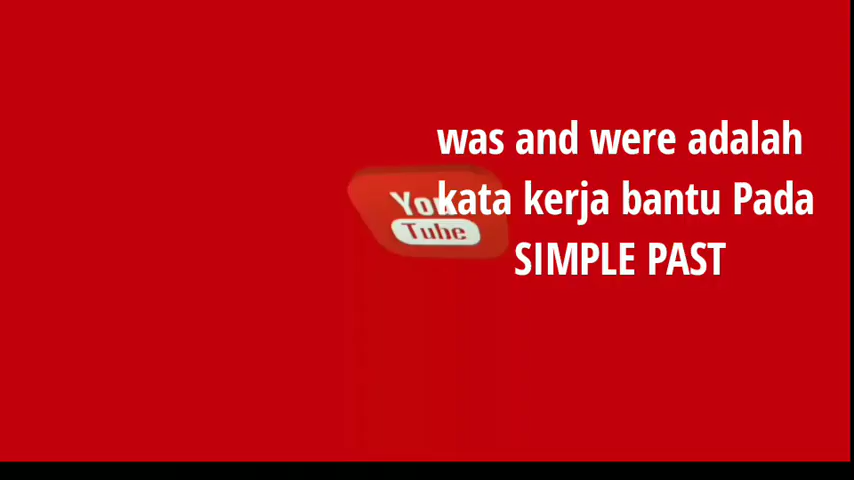 was and were adalah
kata kerja bantu Pada
SIMPLE PAST
You
Tube